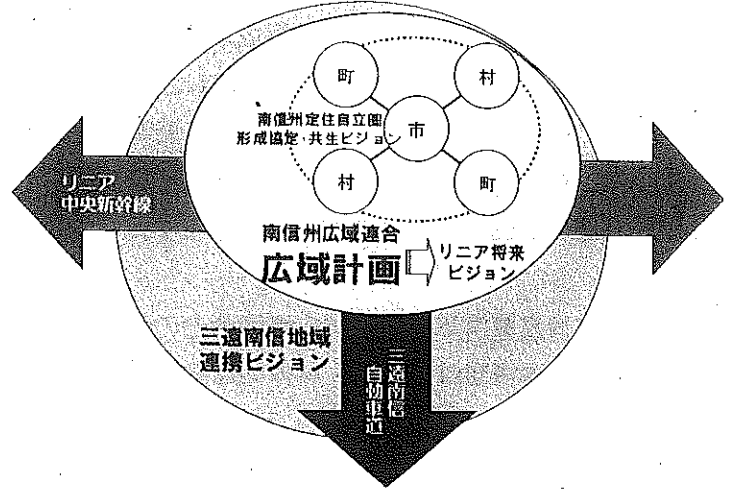 町
村
南信州定住自立圏
形成協定・共生ビジョン
市
村
町
リニア
中央新幹線
南信州広域連合
広域計画
リニア将来
ビジョン
三遠南信地域
連携ビジョン
三遠南信
自動車道